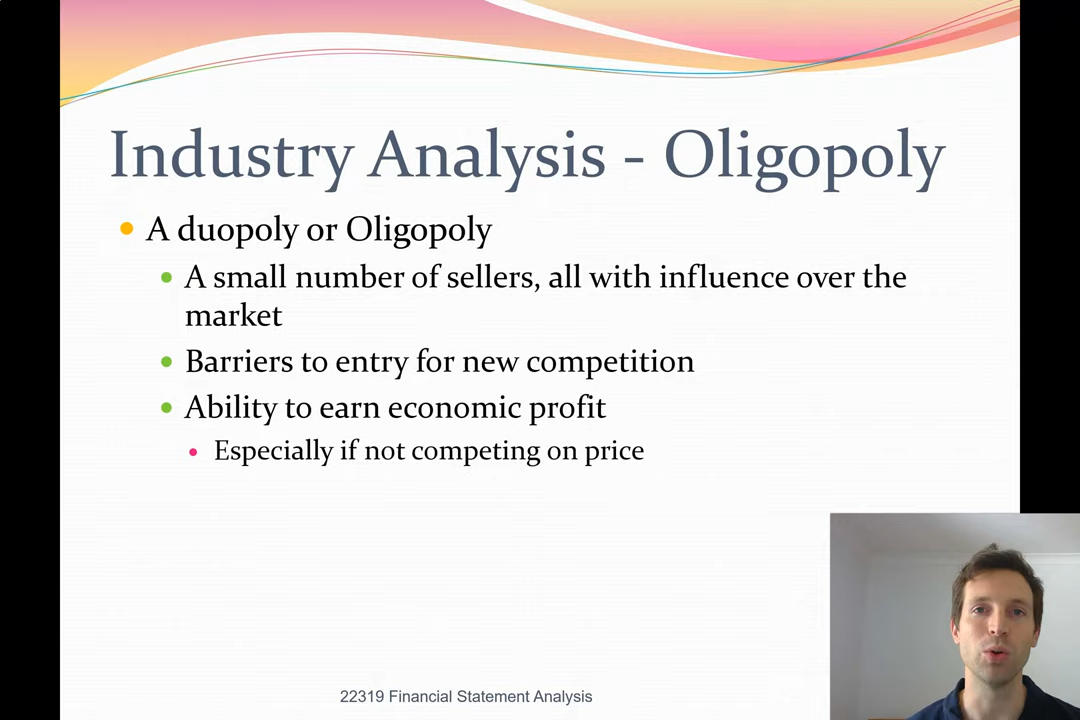 Industry Analysis - Oligopoly
A duopoly or Oligopoly
A small number of sellers, all with influence over the
market
Barriers to entry for new competition
Ability to earn economic profit
Especially if not competing on price
22319 Financial Statement Analysis